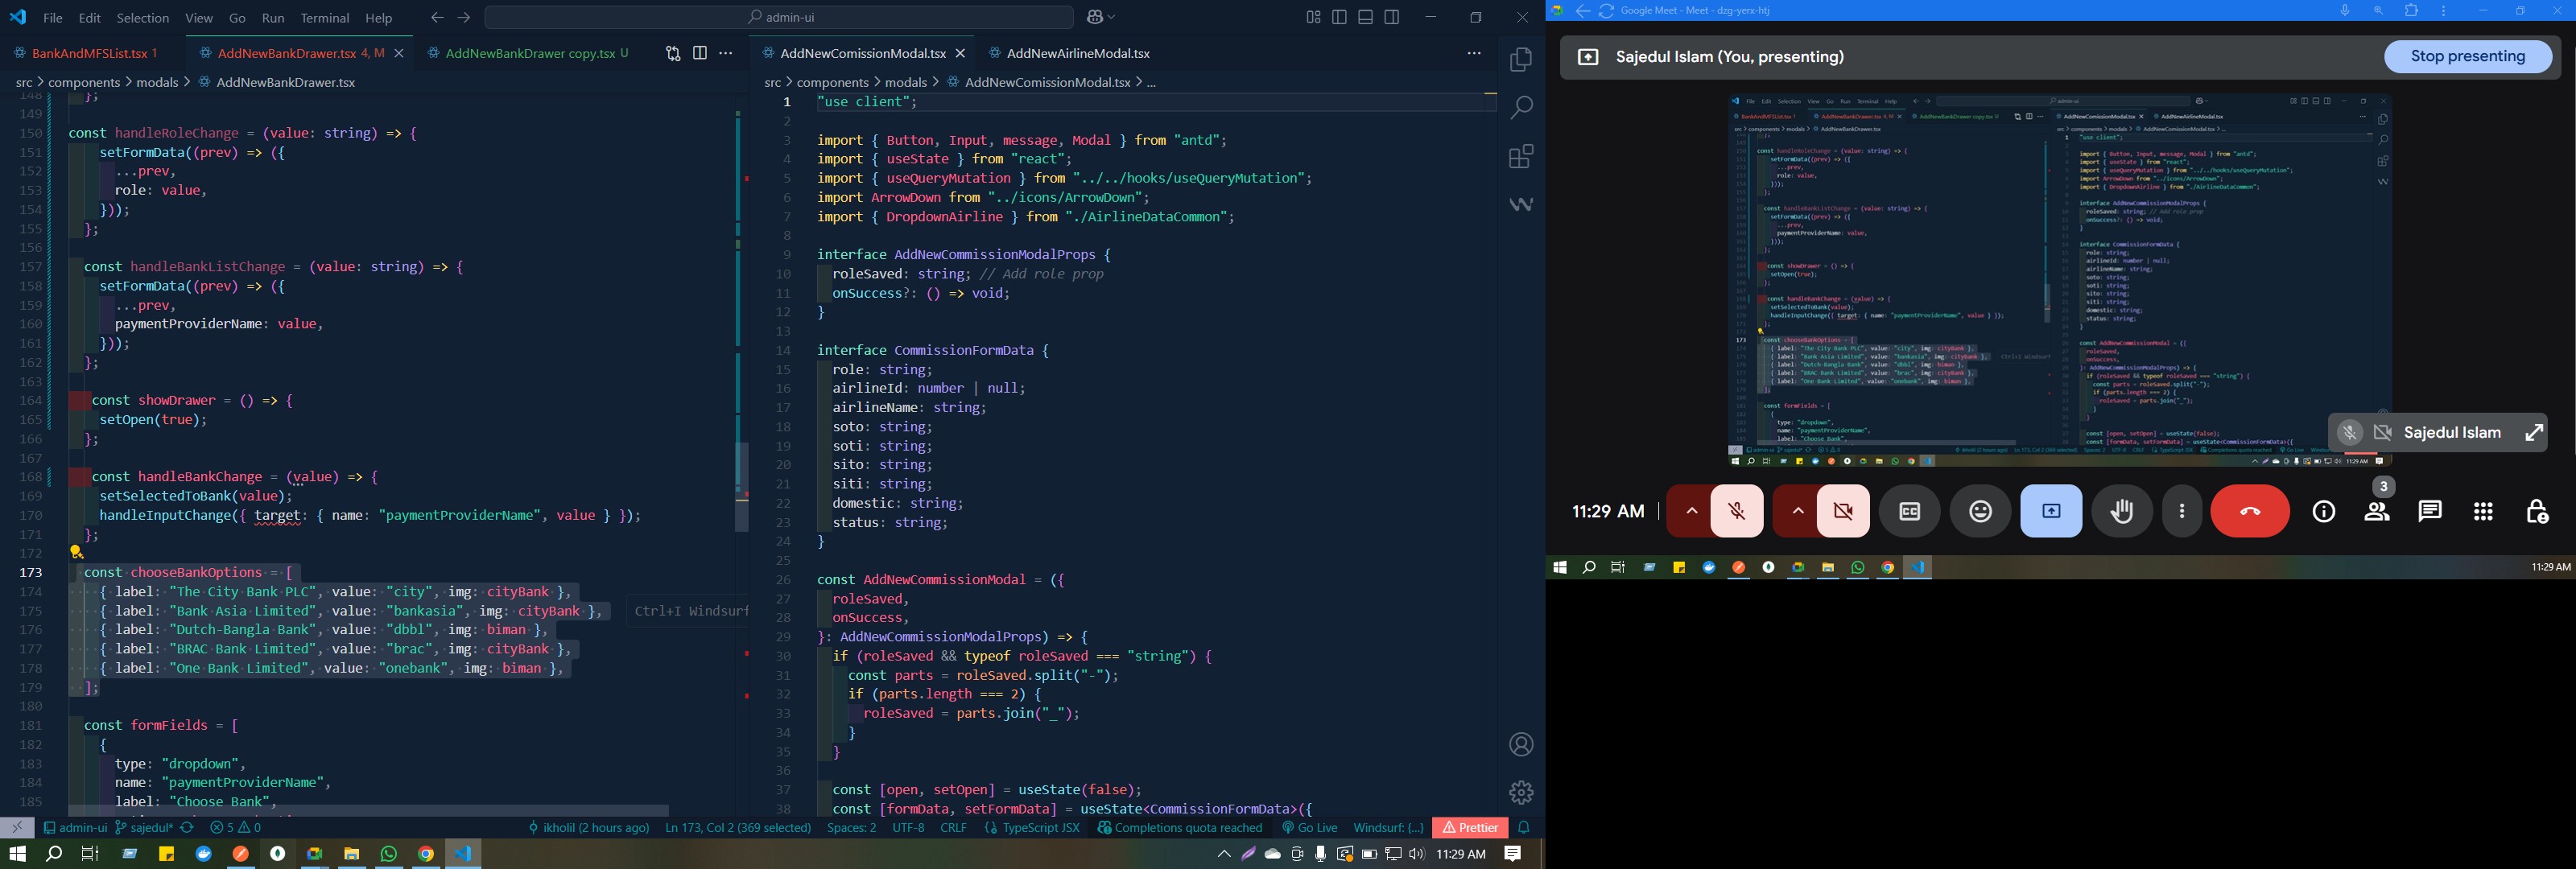 File Edit Selection View Go Run Terminal Help
admin-ui
BankAndMFSList.tsx 1
AddNewBankDrawer.tsx 4, M
AddNewBankDrawer copy.tsx U
src > components > modals > AddNewBankDrawer.tsx
148 };
149
150 const handleRoleChange = (value: string) => {
151 setFormData((prev) => ({
152 ...prev,
153 role: value,
154 }));
155 };
156
157 const handleBankListChange = (value: string) => {
158 setFormData((prev) => ({
159 ...prev,
160 paymentProviderName: value,
161 }));
162 };
163
164 const showDrawer = () => {
165 setOpen(true);
166 };
167
168 const handleBankChange = (value) => {
169 setSelectedToBank(value);
170 handleInputChange({ target: { name: "paymentProviderName", value } });
171 };
172
173 const chooseBankOptions = [
174 { label: "The City Bank PLC", value: "city", img: cityBank },
175 { label: "Bank Asia Limited", value: "bankasia", img: cityBank },
Ctrl+I Windsurf
176 { label: "Dutch-Bangla Bank", value: "dbbl", img: biman },
177 { label: "BRAC Bank Limited", value: "brac", img: cityBank },
178 { label: "One Bank Limited", value: "onebank", img: biman },
179 ];
180
181 const formFields = [
182 {
183 type: "dropdown",
184 name: "paymentProviderName",
185 label: "Choose Bank",
AddNewComissionModal.tsx
AddNewAirlineModal.tsx
src > components > modals > AddNewComissionModal.tsx > ...
1 "use client";
2
3 import { Button, Input, message, Modal } from "antd";
4 import { useState } from "react";
5 import { useQueryMutation } from "../../hooks/useQueryMutation";
6 import ArrowDown from "../icons/ArrowDown";
7 import { DropdownAirline } from "./AirlineDataCommon";
8
9 interface AddNewCommissionModalProps {
10 roleSaved: string; // Add role prop
11 onSuccess?: () => void;
12 }
13
14 interface CommissionFormData {
15 role: string;
16 airlineId: number | null;
17 airlineName: string;
18 soto: string;
19 soti: string;
20 sito: string;
21 siti: string;
22 domestic: string;
23 status: string;
24 }
25
26 const AddNewCommissionModal = ({
27 roleSaved,
28 onSuccess,
29 }: AddNewCommissionModalProps) => {
30 if (roleSaved && typeof roleSaved === "string") {
31 const parts = roleSaved.split("-");
32 if (parts.length === 2) {
33 roleSaved = parts.join("_");
34 }
35 }
36
37 const [open, setOpen] = useState(false);
38 const [formData, setFormData] = useState<CommissionFormData>({
admin-ui sajedul* 5 0 ikholil (2 hours ago) Ln 173, Col 2 (369 selected) Spaces: 2 UTF-8 CRLF TypeScript JSX Completions quota reached Go Live Windsurf: {...} Prettier
11:29 AM
Google Meet - Meet - dzg-yerx-htj
Sajedul Islam (You, presenting)
Stop presenting
Sajedul Islam
11:29 AM
3
CC
11:29 AM